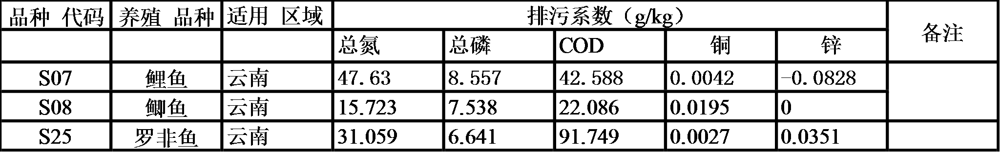 品种 代码 养殖 品种 适用 区域 排污系数（g/kg） 备注
总氮 总磷 COD 铜 锌
S07 鲤鱼 云南 47.63 8.557 42.588 0.0042 -0.0828
S08 鲫鱼 云南 15.723 7.538 22.086 0.0195 0
S25 罗非鱼 云南 31.059 6.641 91.749 0.0027 0.0351